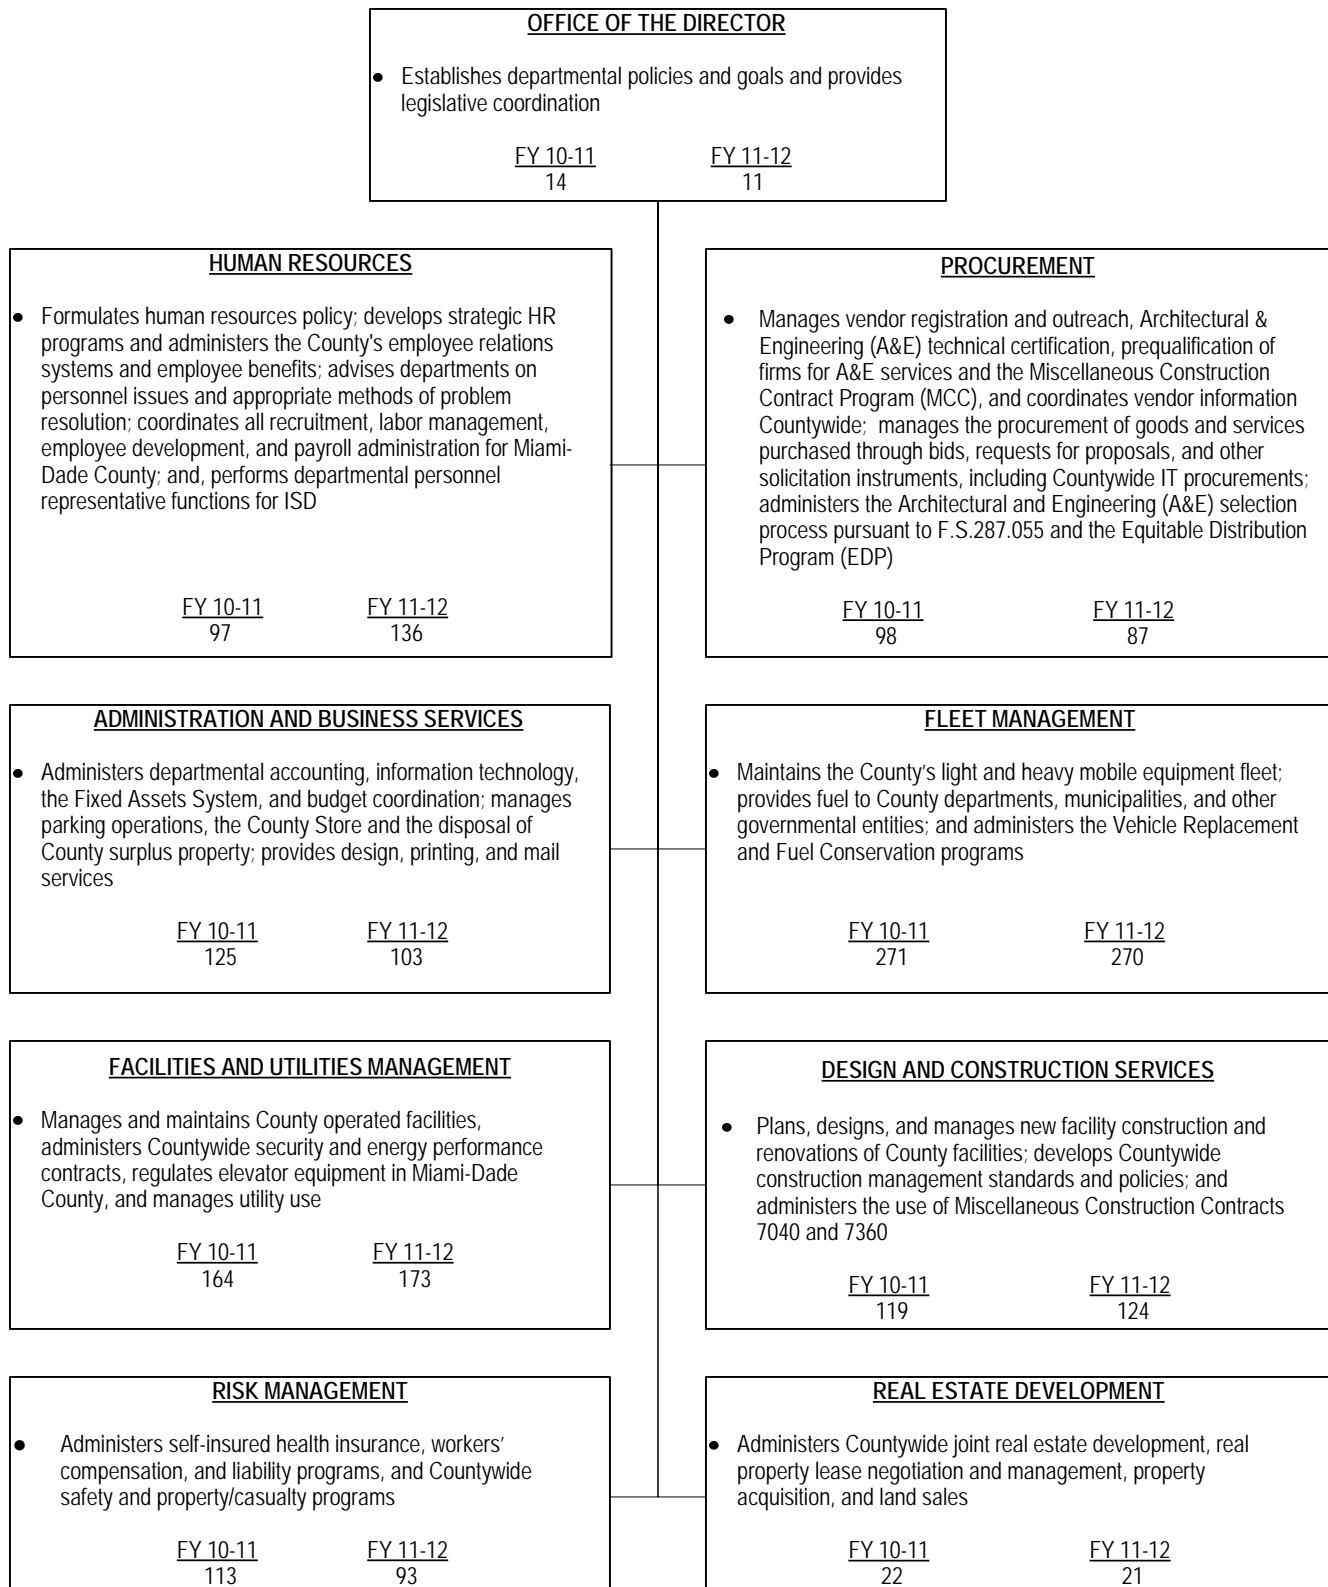 OFFICE OF THE DIRECTOR
● Establishes departmental policies and goals and provides
legislative coordination
FY 10-11 FY 11-12
14 11
HUMAN RESOURCES
● Formulates human resources policy; develops strategic HR
programs and administers the County's employee relations
systems and employee benefits; advises departments on
personnel issues and appropriate methods of problem
resolution; coordinates all recruitment, labor management,
employee development, and payroll administration for Miami-
Dade County; and, performs departmental personnel
representative functions for ISD
FY 10-11 FY 11-12
97 136
PROCUREMENT
● Manages vendor registration and outreach, Architectural &
Engineering (A&E) technical certification, prequalification of
firms for A&E services and the Miscellaneous Construction
Contract Program (MCC), and coordinates vendor information
Countywide; manages the procurement of goods and services
purchased through bids, requests for proposals, and other
solicitation instruments, including Countywide IT procurements;
administers the Architectural and Engineering (A&E) selection
process pursuant to F.S.287.055 and the Equitable Distribution
Program (EDP)
FY 10-11 FY 11-12
98 87
ADMINISTRATION AND BUSINESS SERVICES
● Administers departmental accounting, information technology,
the Fixed Assets System, and budget coordination; manages
parking operations, the County Store and the disposal of
County surplus property; provides design, printing, and mail
services
FY 10-11 FY 11-12
125 103
FLEET MANAGEMENT
● Maintains the County’s light and heavy mobile equipment fleet;
provides fuel to County departments, municipalities, and other
governmental entities; and administers the Vehicle Replacement
and Fuel Conservation programs
FY 10-11 FY 11-12
271 270
FACILITIES AND UTILITIES MANAGEMENT
● Manages and maintains County operated facilities,
administers Countywide security and energy performance
contracts, regulates elevator equipment in Miami-Dade
County, and manages utility use
FY 10-11 FY 11-12
164 173
DESIGN AND CONSTRUCTION SERVICES
● Plans, designs, and manages new facility construction and
renovations of County facilities; develops Countywide
construction management standards and policies; and
administers the use of Miscellaneous Construction Contracts
7040 and 7360
FY 10-11 FY 11-12
119 124
RISK MANAGEMENT
● Administers self-insured health insurance, workers’
compensation, and liability programs, and Countywide
safety and property/casualty programs
FY 10-11 FY 11-12
113 93
REAL ESTATE DEVELOPMENT
● Administers Countywide joint real estate development, real
property lease negotiation and management, property
acquisition, and land sales
FY 10-11 FY 11-12
22 21